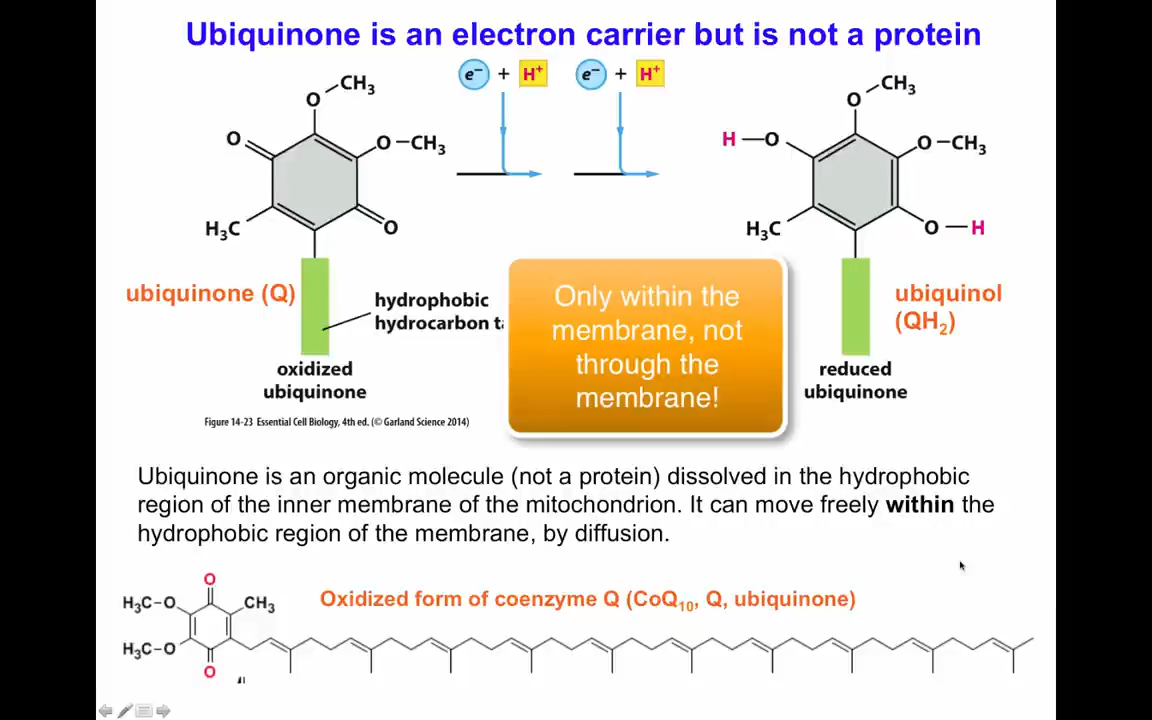 Ubiquinone is an electron carrier but is not a protein
e⁻ + H⁺
e⁻ + H⁺
O
O
CH₃
O
CH₃
O
H₃C
H
O
O
CH₃
O
CH₃
O
H
H₃C
ubiquinone (Q)
hydrophobic
hydrocarbon
oxidized
ubiquinone
Only within the
membrane, not
through the
membrane!
ubiquinol
(QH₂)
reduced
ubiquinone
Figure 14-23 Essential Cell Biology, 4th ed. (© Garland Science 2014)
Ubiquinone is an organic molecule (not a protein) dissolved in the hydrophobic
region of the inner membrane of the mitochondrion. It can move freely within the
hydrophobic region of the membrane, by diffusion.
O
H₃C-O
CH₃
H₃C-O
O
Oxidized form of coenzyme Q (CoQ₁₀, Q, ubiquinone)